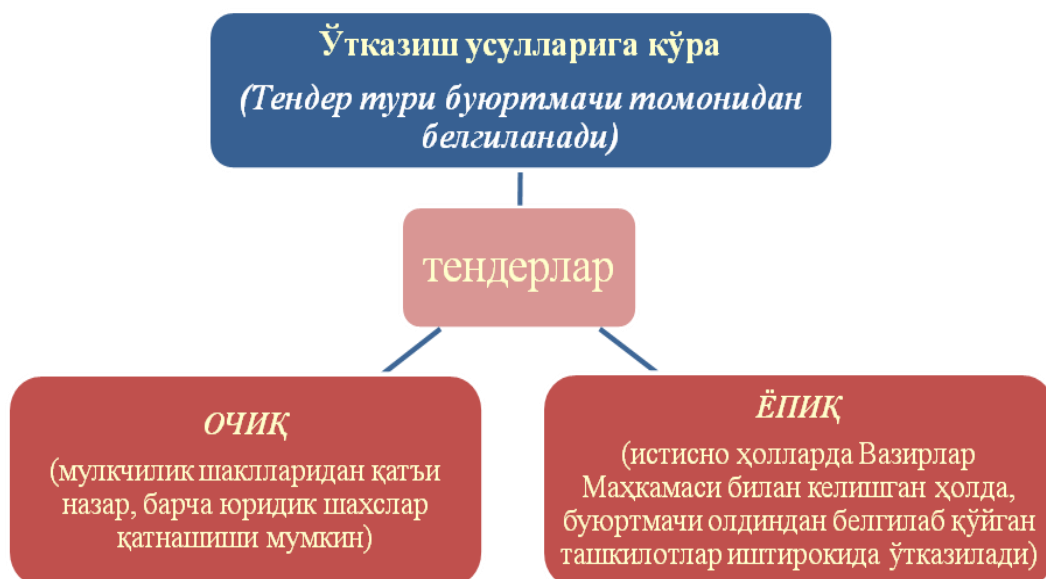 Ўтказиш усулларига кўра
(Тендер тури буюртмачи томонидан
белгиланади)
тендерлар
ОЧИҚ
(мулкчилик шаклларидан қатъи
назар, барча юридик шахслар
қатнашиши мумкин)
ЁПИҚ
(истисно ҳолларда Вазирлар
Маҳкамаси билан келишган ҳолда,
буюртмачи олдиндан белгилаб қўйган
ташкилотлар иштирокида ўтказилади)